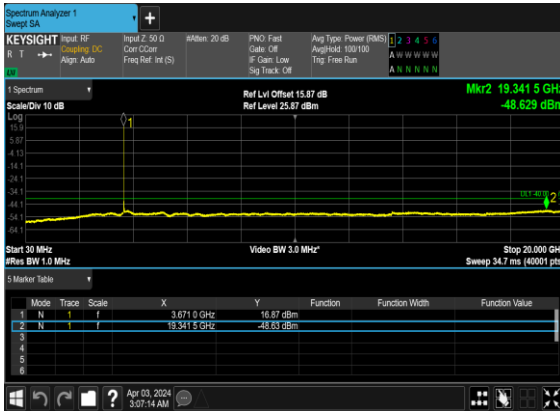 Spectrum Analyzer 1
Swept SA
KEYSIGHT Input: RF Input Z: 50 Ω #Atten: 20 dB PNO: Fast Avg Type: Power (RMS) 1 2 3 4 5 6
R T Coupling: DC Corr CCorr Gate: Off Avg|Hold: 100/100 A W W W W W
Align: Auto Freq Ref: Int (S) IF Gain: Low Trig: Free Run
Sig Track: Off A N N N N N
LXI
1 Spectrum Ref Lvl Offset 15.87 dB Mkr2 19.341 5 GHz
Scale/Div 10 dB Ref Level 25.87 dBm -48.629 dBm
Log
15.9
5.87
-4.13
-14.1
-24.1
-34.1
-44.1
-54.1
-64.1
1
DL1 -40.00
2
Start 30 MHz Video BW 3.0 MHz* Stop 20.000 GHz
#Res BW 1.0 MHz Sweep 34.7 ms (40001 pts)
5 Marker Table
Mode Trace Scale X Y Function Function Width Function Value
1 N 1 f 3.671 0 GHz 16.87 dBm
2 N 1 f 19.341 5 GHz -48.63 dBm
3
4
5
6
? Apr 03, 2024
3:07:14 AM